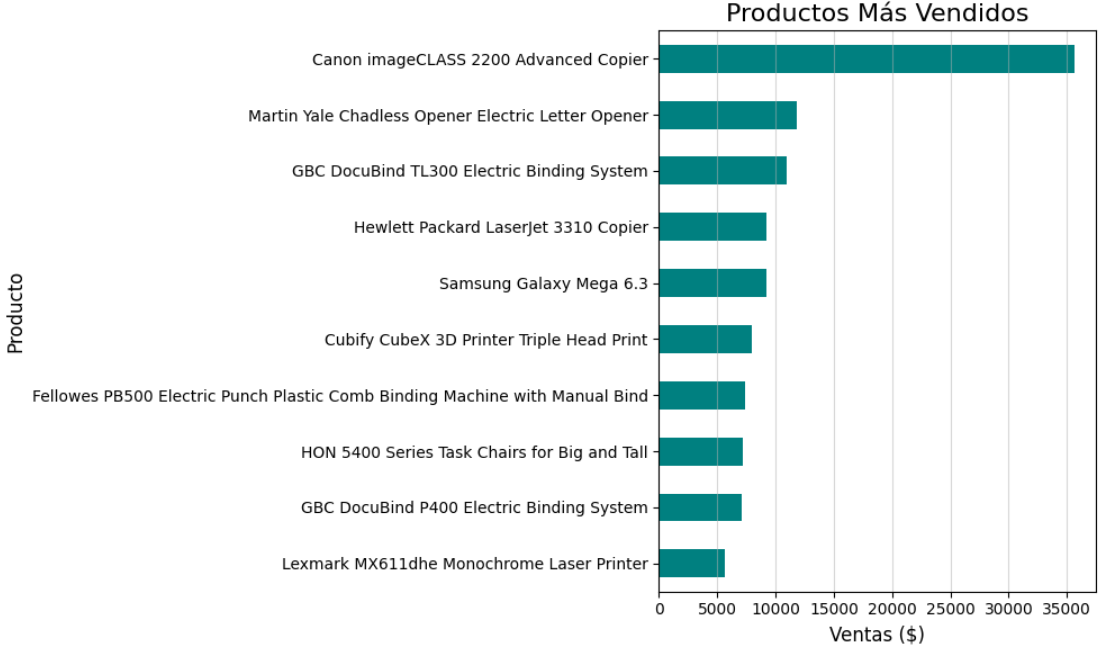 Productos Más Vendidos
Canon imageCLASS 2200 Advanced Copier
Martin Yale Chadless Opener Electric Letter Opener
GBC DocuBind TL300 Electric Binding System
Hewlett Packard LaserJet 3310 Copier
Samsung Galaxy Mega 6.3
Cubify CubeX 3D Printer Triple Head Print
Fellowes PB500 Electric Punch Plastic Comb Binding Machine with Manual Bind
HON 5400 Series Task Chairs for Big and Tall
GBC DocuBind P400 Electric Binding System
Lexmark MX611dhe Monochrome Laser Printer
Producto
0 5000 10000 15000 20000 25000 30000 35000
Ventas ($)